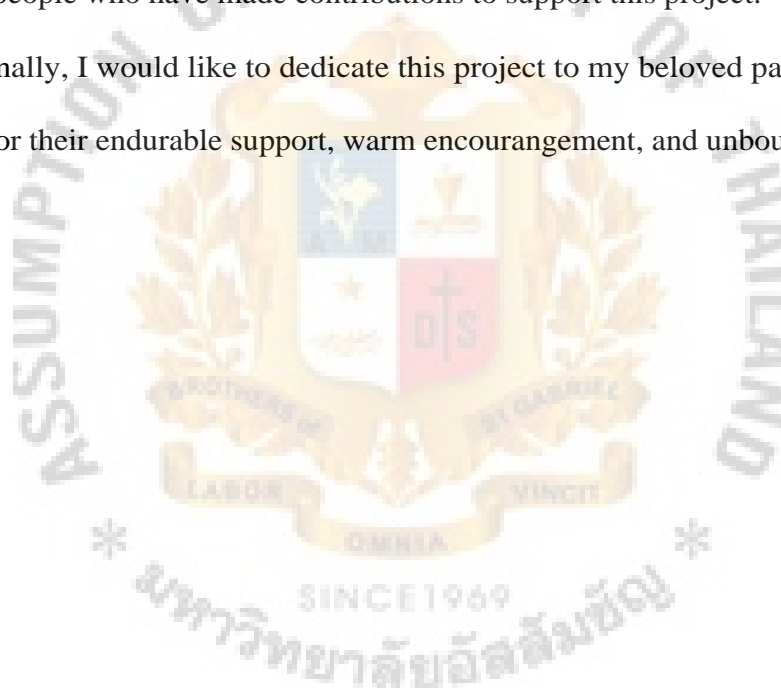 people who have made contributions to support this project.
nally, I would like to dedicate this project to my beloved pa
or their endurable support, warm encourangement, and unbou
ASSUMPTION OF THAILAND
A M
D S
BROTHERS of ST GABRIEL
LABOR VINCIT
OMNIA
SINCE1969
มหาวิทยาลัยอัสสัมชัญ